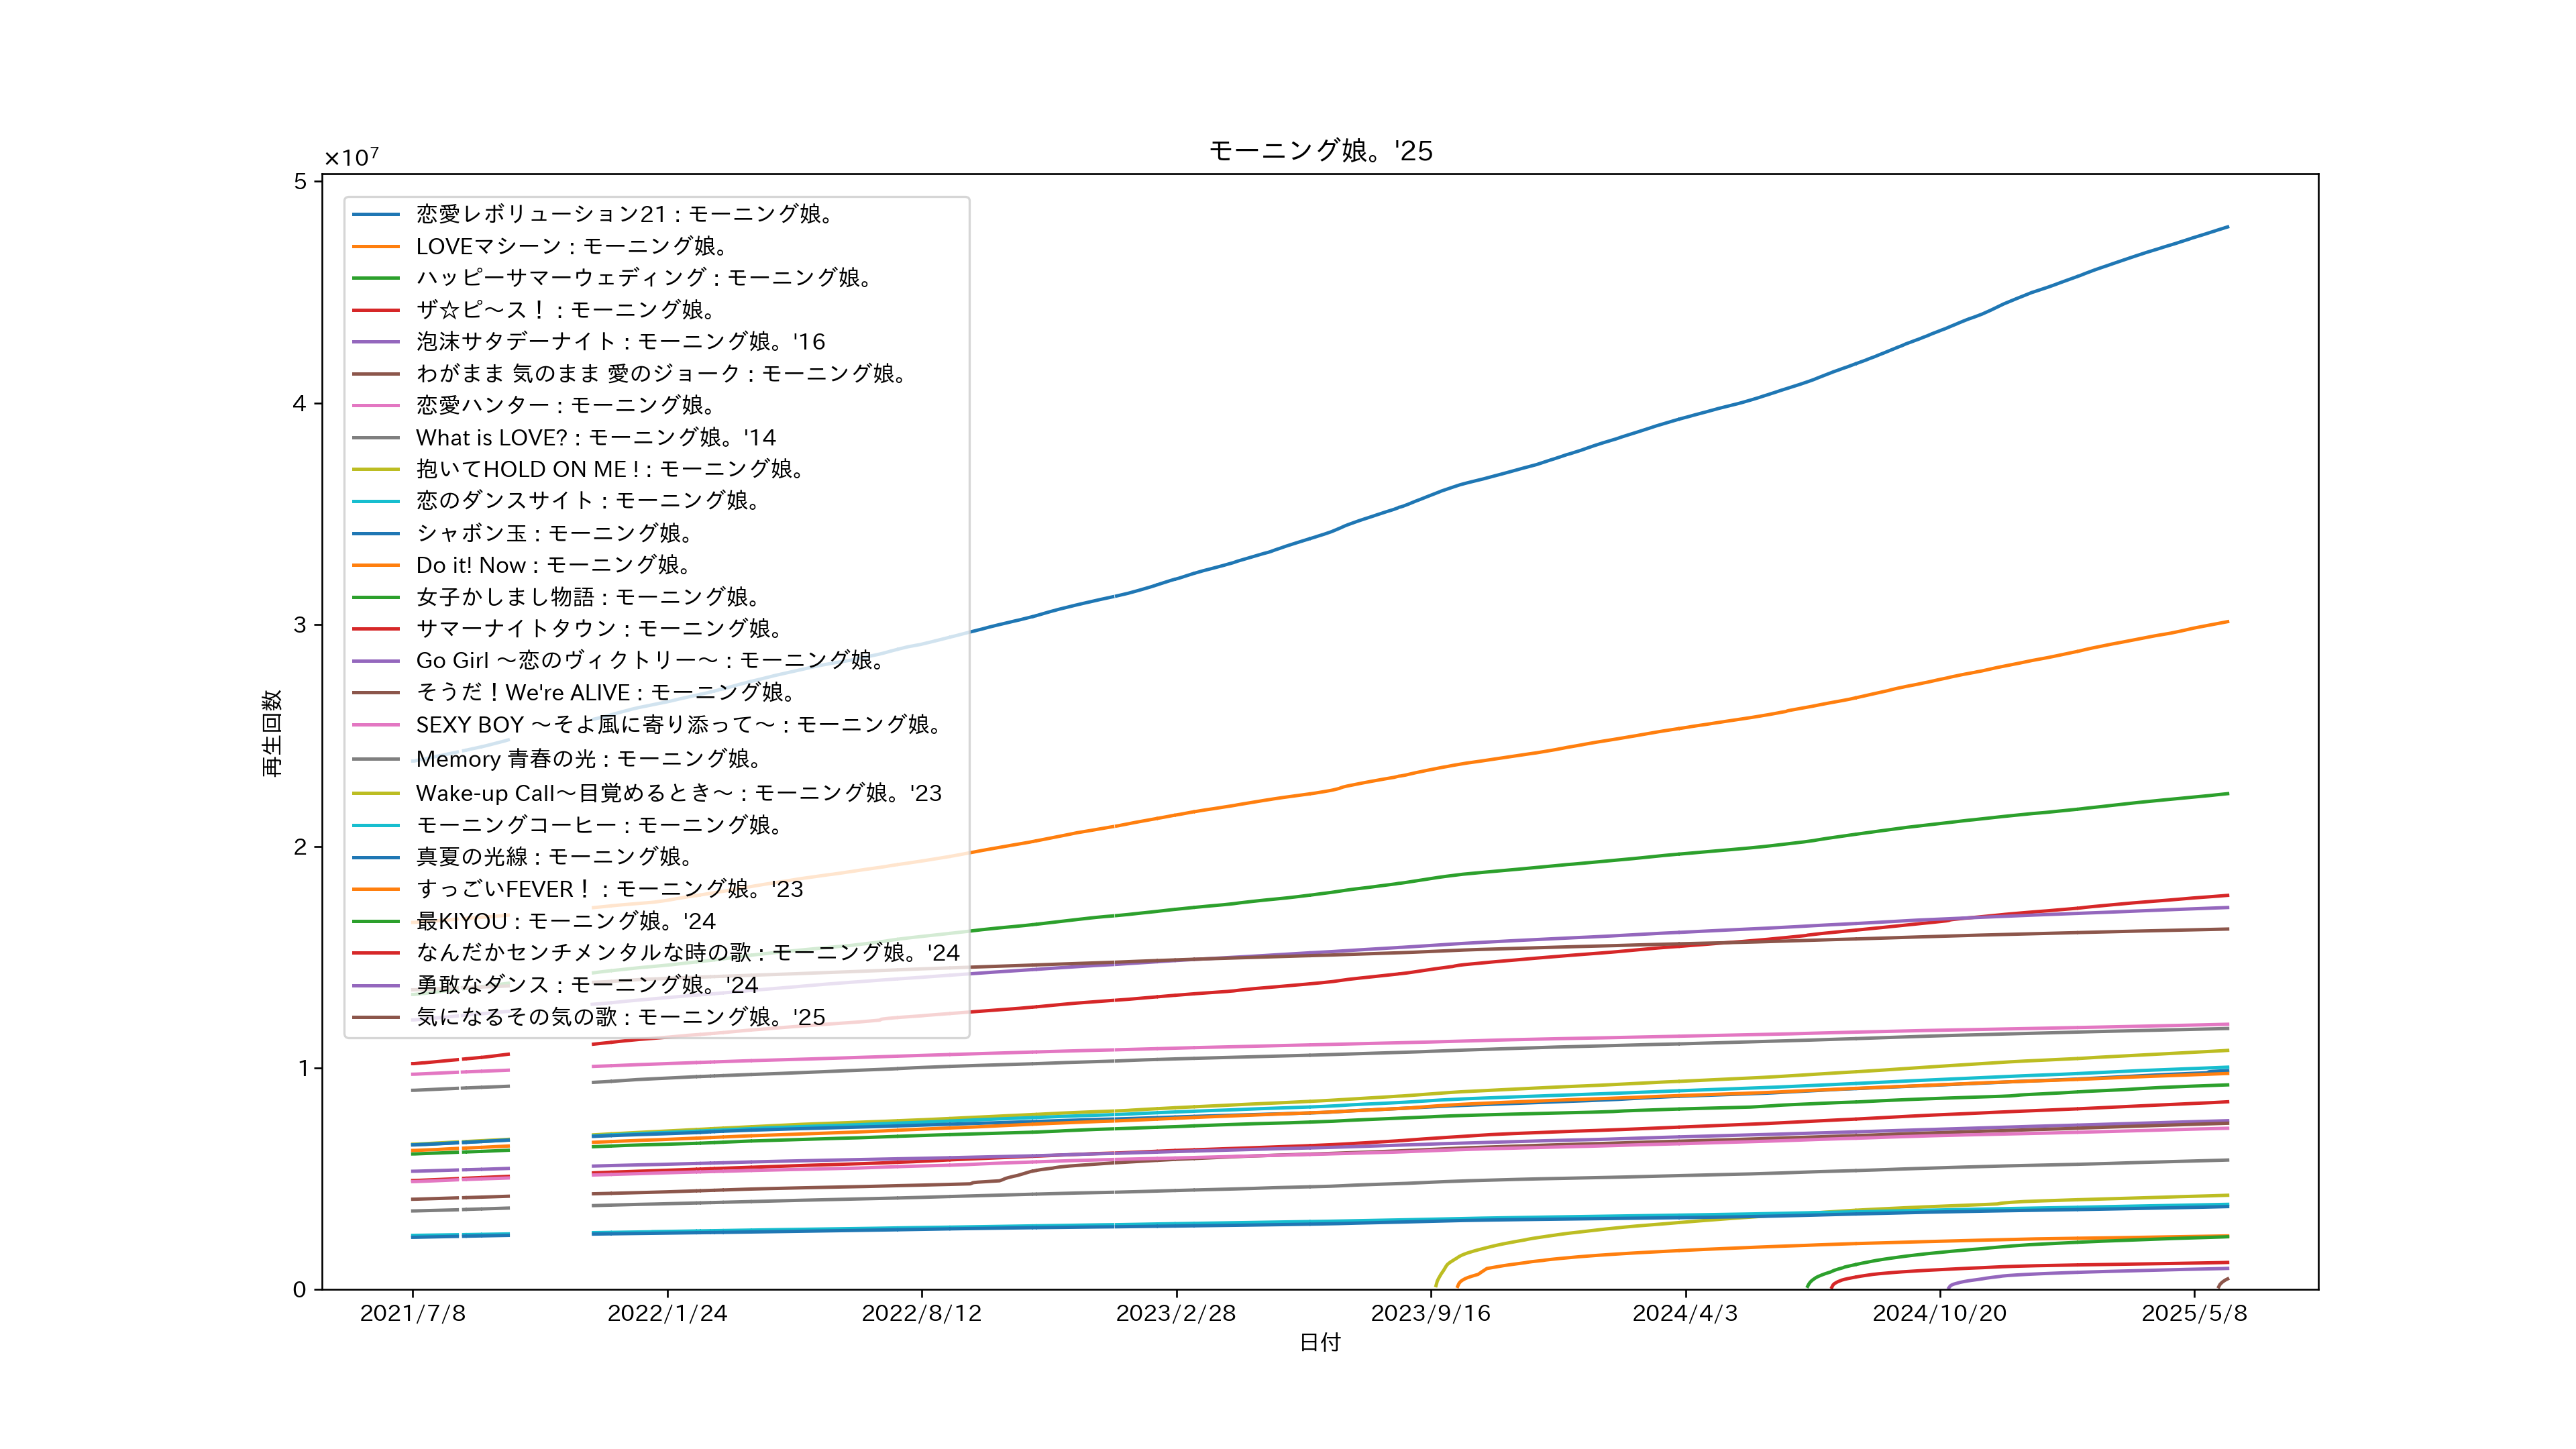 モーニング娘。'25
×10⁷
5
4
3
2
1
0
再生回数
恋愛レボリューション21 : モーニング娘。
LOVEマシーン : モーニング娘。
ハッピーサマーウェディング : モーニング娘。
ザ☆ピ〜ス！ : モーニング娘。
泡沫サタデーナイト : モーニング娘。'16
わがまま 気のまま 愛のジョーク : モーニング娘。
恋愛ハンター : モーニング娘。
What is LOVE? : モーニング娘。'14
抱いてHOLD ON ME ! : モーニング娘。
恋のダンスサイト : モーニング娘。
シャボン玉 : モーニング娘。
Do it! Now : モーニング娘。
女子かしまし物語 : モーニング娘。
サマーナイトタウン : モーニング娘。
Go Girl 〜恋のヴィクトリー〜 : モーニング娘。
そうだ！We're ALIVE : モーニング娘。
SEXY BOY 〜そよ風に寄り添って〜 : モーニング娘。
Memory 青春の光 : モーニング娘。
Wake-up Call〜目覚めるとき〜 : モーニング娘。'23
モーニングコーヒー : モーニング娘。
真夏の光線 : モーニング娘。
すっごいFEVER！ : モーニング娘。'23
最KIYOU : モーニング娘。'24
なんだかセンチメンタルな時の歌 : モーニング娘。'24
勇敢なダンス : モーニング娘。'24
気になるその気の歌 : モーニング娘。'25
2021/7/8 2022/1/24 2022/8/12 2023/2/28 2023/9/16 2024/4/3 2024/10/20 2025/5/8
日付